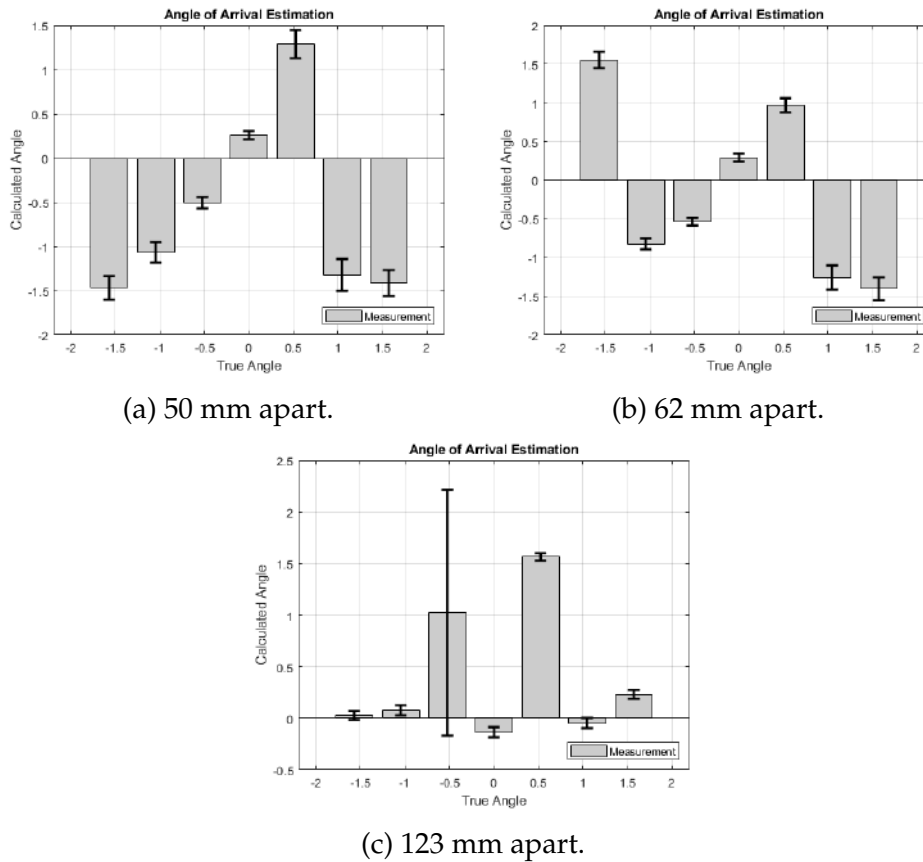 Angle of Arrival Estimation
Calculated Angle
1.5
1
0.5
0
-0.5
-1
-1.5
-2
Measurement
-2 -1.5 -1 -0.5 0 0.5 1 1.5 2
True Angle
(a) 50 mm apart.
Angle of Arrival Estimation
Calculated Angle
2
1.5
1
0.5
0
-0.5
-1
-1.5
-2
Measurement
-2 -1.5 -1 -0.5 0 0.5 1 1.5 2
True Angle
(b) 62 mm apart.
Angle of Arrival Estimation
Calculated Angle
2.5
2
1.5
1
0.5
0
-0.5
Measurement
-2 -1.5 -1 -0.5 0 0.5 1 1.5 2
True Angle
(c) 123 mm apart.